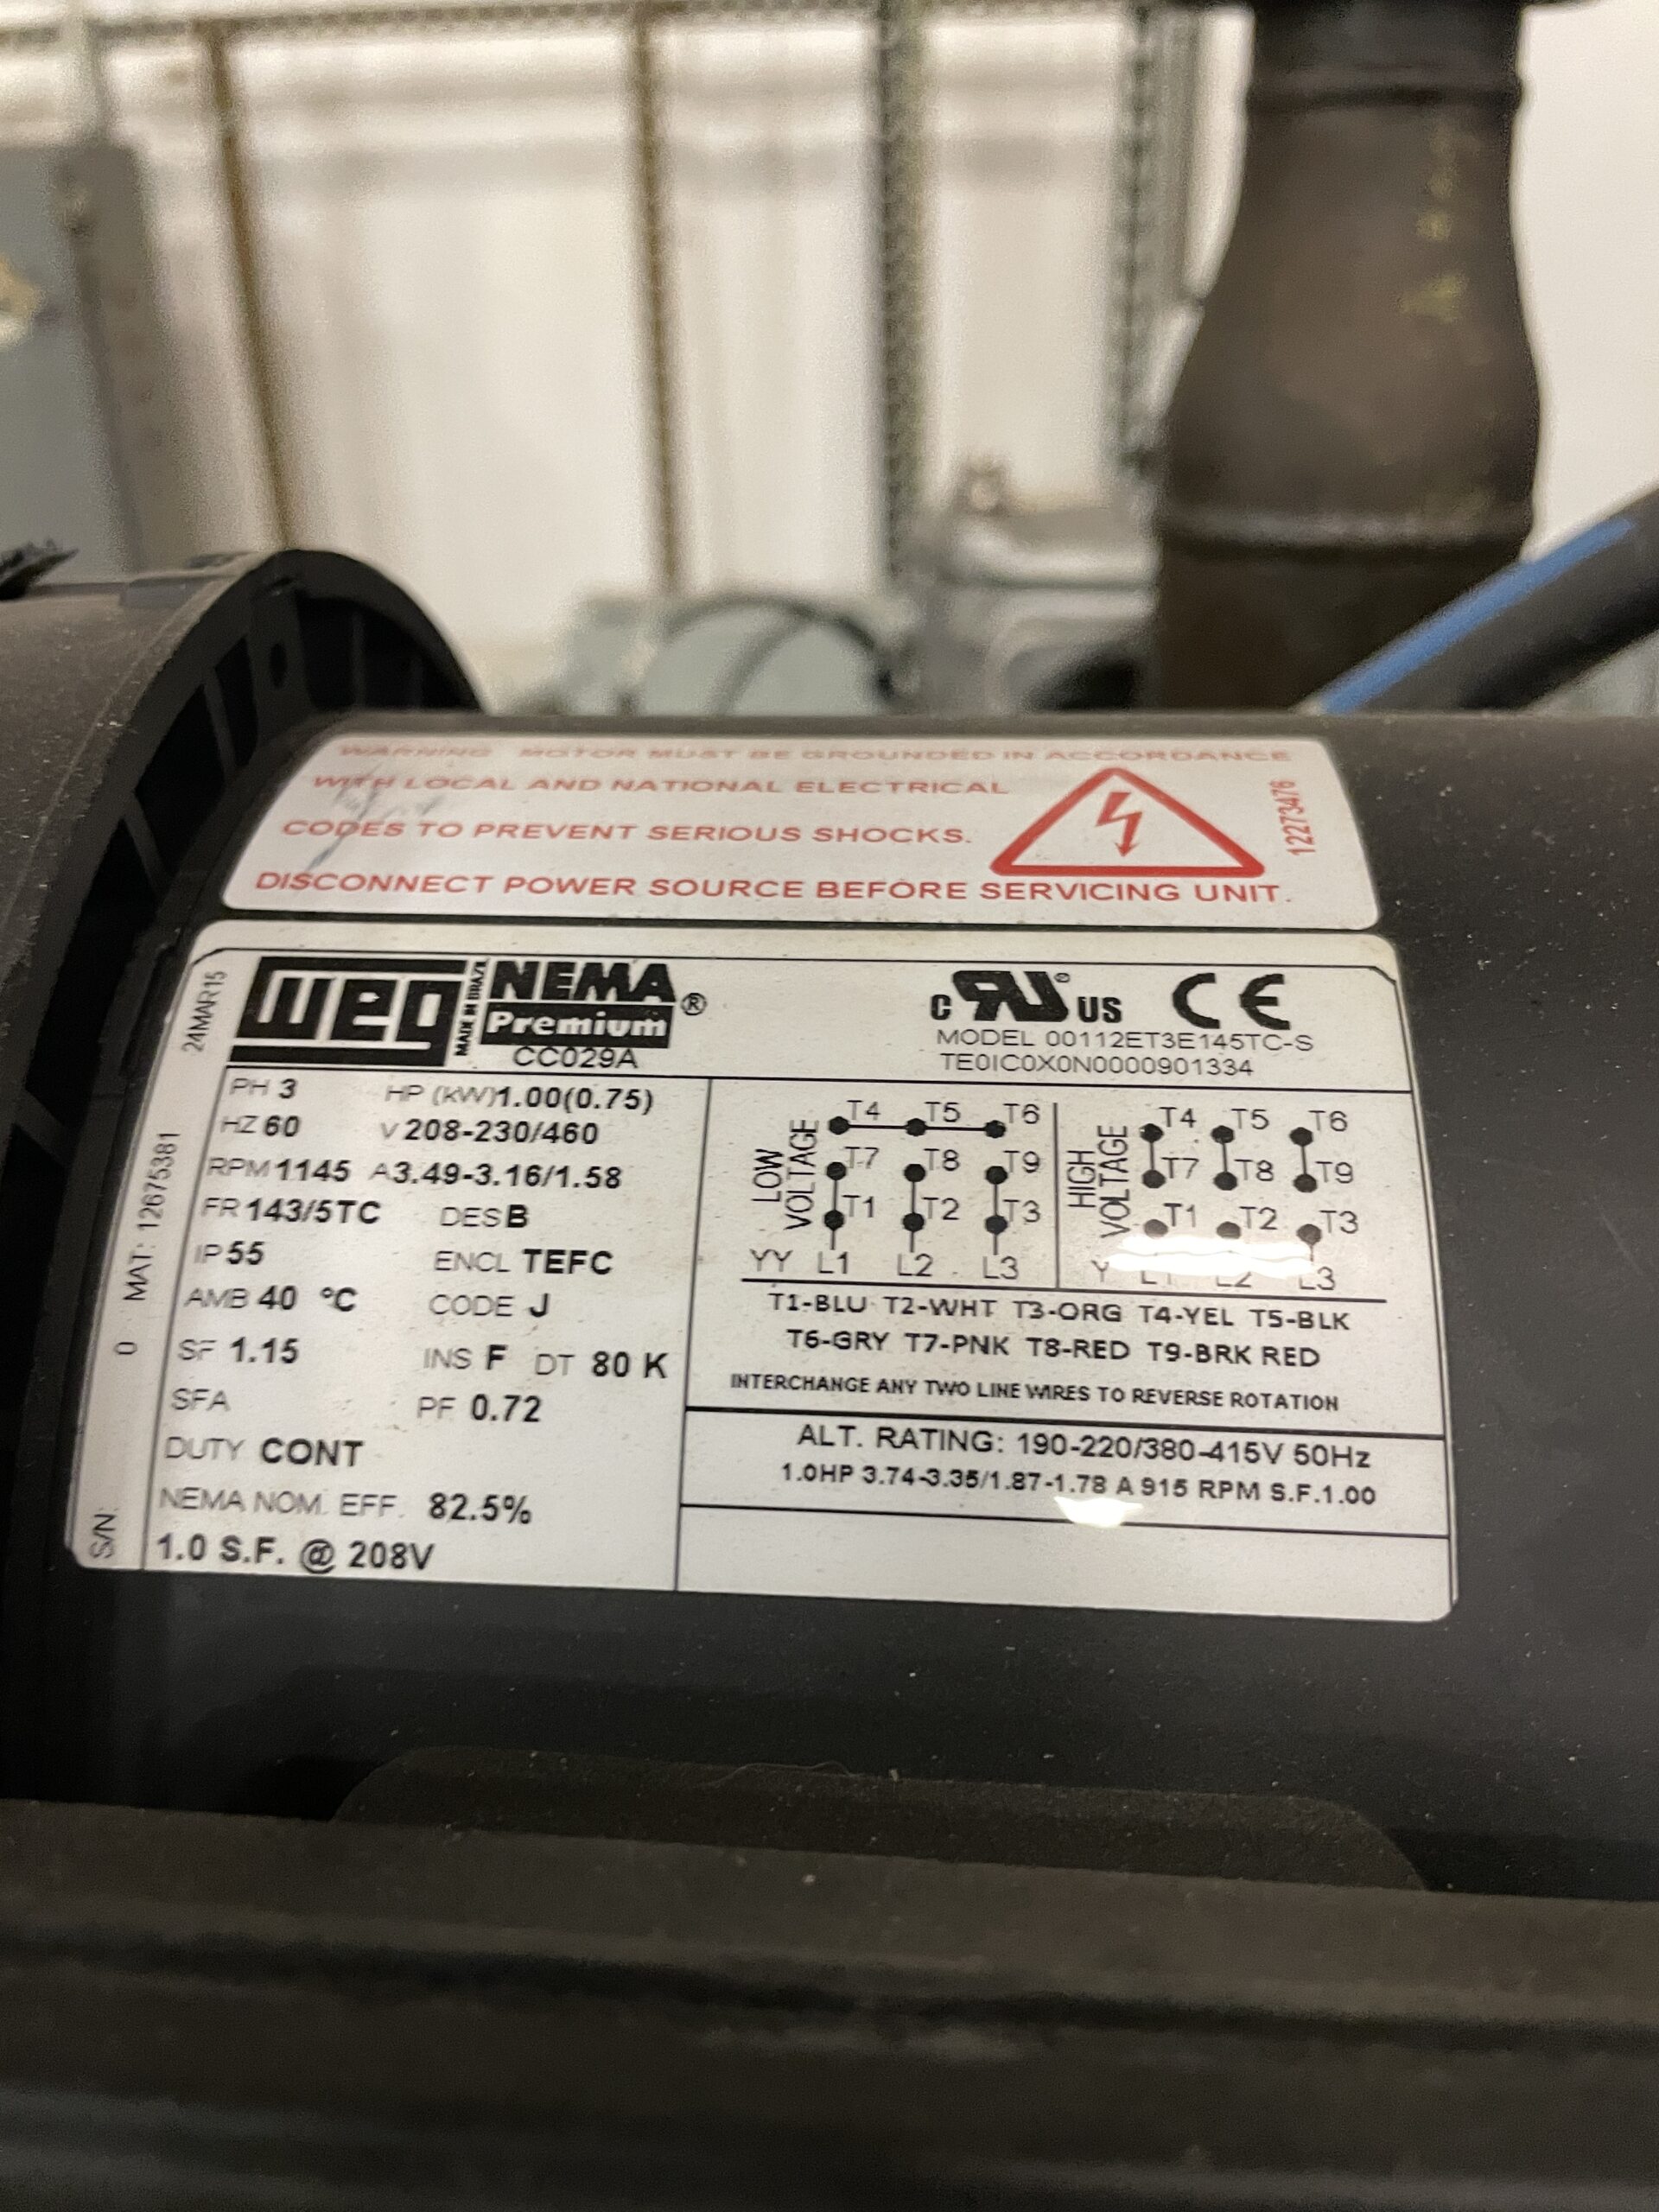 WARNING MOTOR MUST BE GROUNDED IN ACCORDANCE
WITH LOCAL AND NATIONAL ELECTRICAL
CODES TO PREVENT SERIOUS SHOCKS.
DISCONNECT POWER SOURCE BEFORE SERVICING UNIT.
12273476
24MAR15
MAT: 12675381
0
S/N:
WEG
MADE IN BRAZIL
NEMA
Premium®
CC029A
c RU® US CE
MODEL 00112ET3E145TC-S
TE0IC0X0N0000901334
PH 3 HP (kW) 1.00(0.75)
HZ 60 V 208-230/460
RPM 1145 A 3.49-3.16/1.58
FR 143/5TC DES B
IP 55 ENCL TEFC
AMB 40 °C CODE J
SF 1.15 INS F DT 80 K
SFA PF 0.72
DUTY CONT
NEMA NOM. EFF. 82.5%
1.0 S.F. @ 208V
LOW VOLTAGE
T4 T5 T6
T7 T8 T9
T1 T2 T3
YY L1 L2 L3
HIGH VOLTAGE
T4 T5 T6
T7 T8 T9
T1 T2 T3
Y L1 L2 L3
T1-BLU T2-WHT T3-ORG T4-YEL T5-BLK
T6-GRY T7-PNK T8-RED T9-BRK RED
INTERCHANGE ANY TWO LINE WIRES TO REVERSE ROTATION
ALT. RATING: 190-220/380-415V 50Hz
1.0HP 3.74-3.35/1.87-1.78 A 915 RPM S.F.1.00